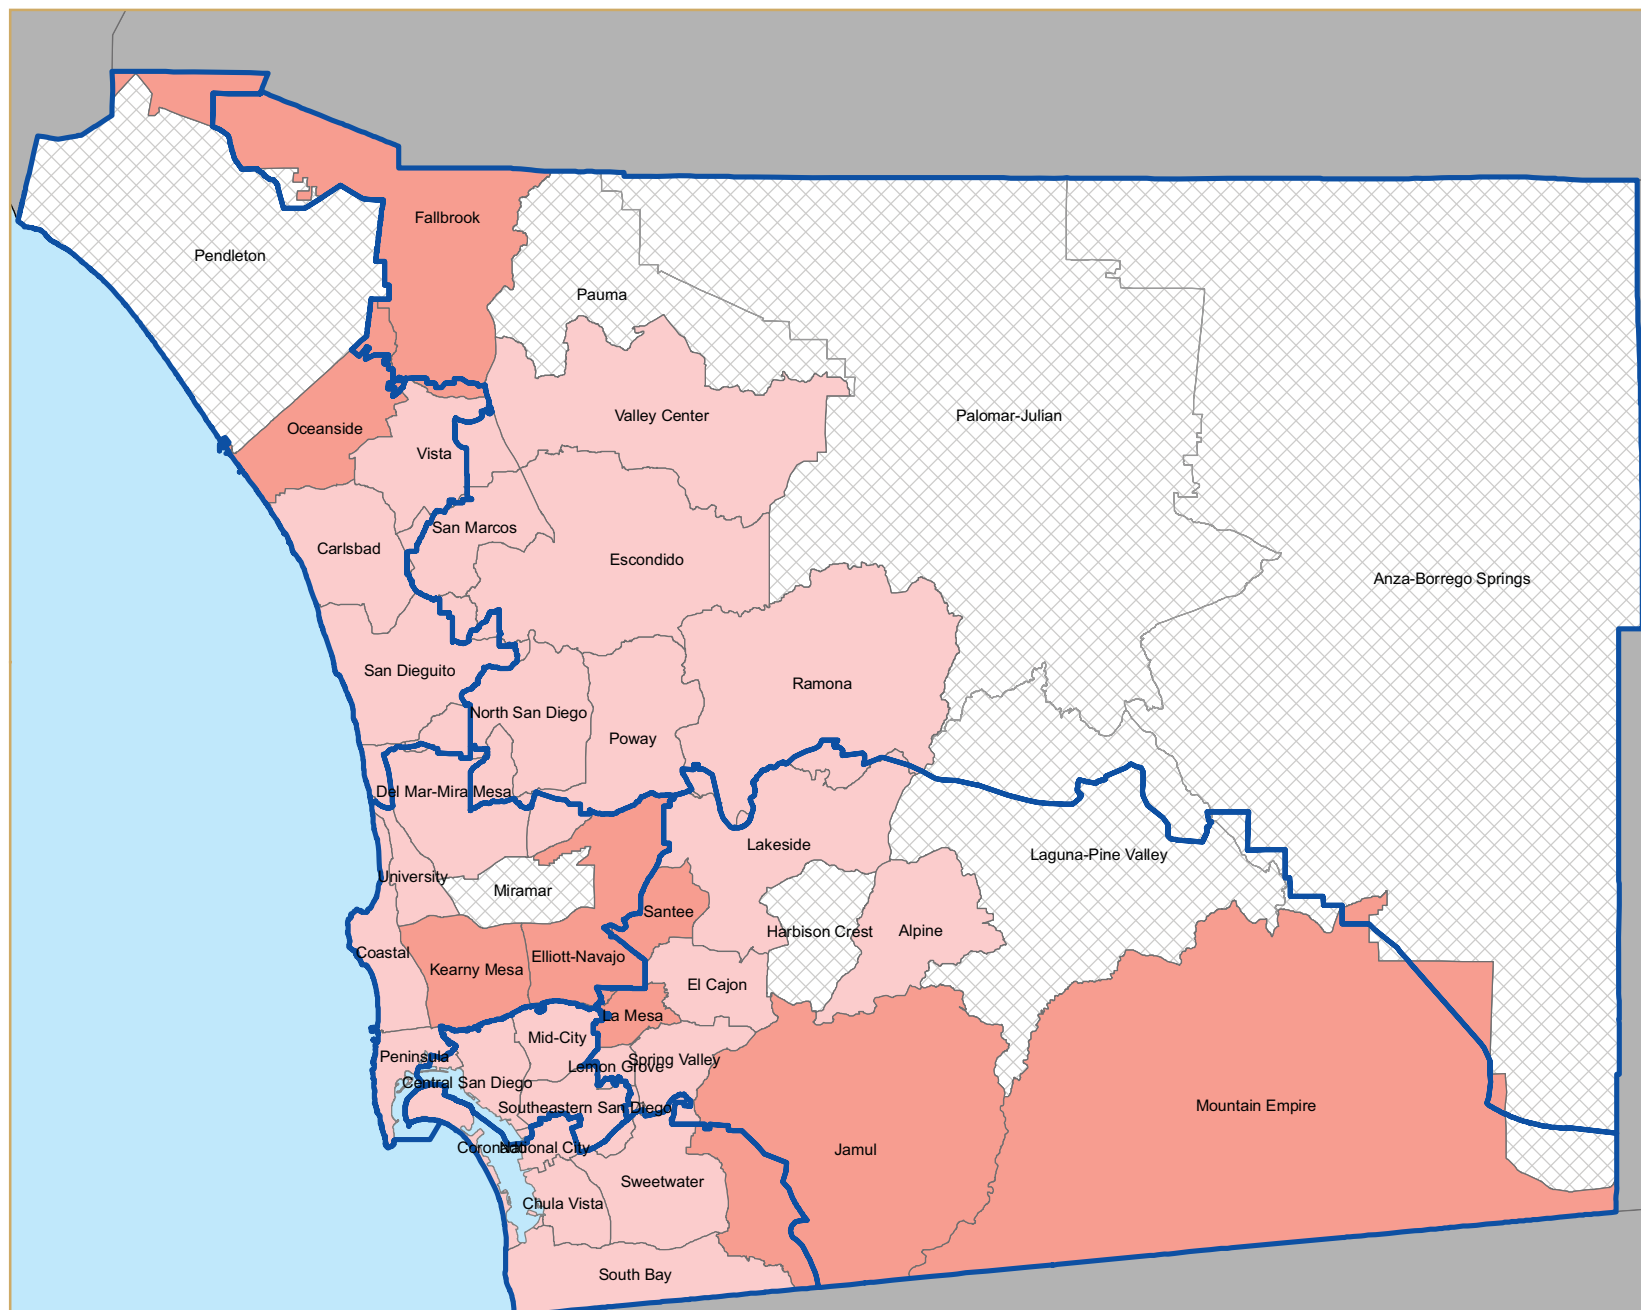 Fallbrook
Pendleton
Pauma
Valley Center
Palomar-Julian
Oceanside
Vista
San Marcos
Carlsbad
Escondido
Anza-Borrego Springs
San Dieguito
Ramona
North San Diego
Poway
Del Mar-Mira Mesa
Lakeside
Laguna-Pine Valley
University
Miramar
Santee
Harbison Crest
Alpine
Coastal
Elliott-Navajo
Kearny Mesa
El Cajon
La Mesa
Mid-City
Peninsula
Lemon Grove
Spring Valley
Central San Diego
Southeastern San Diego
Mountain Empire
Coronado
National City
Jamul
Sweetwater
Chula Vista
South Bay